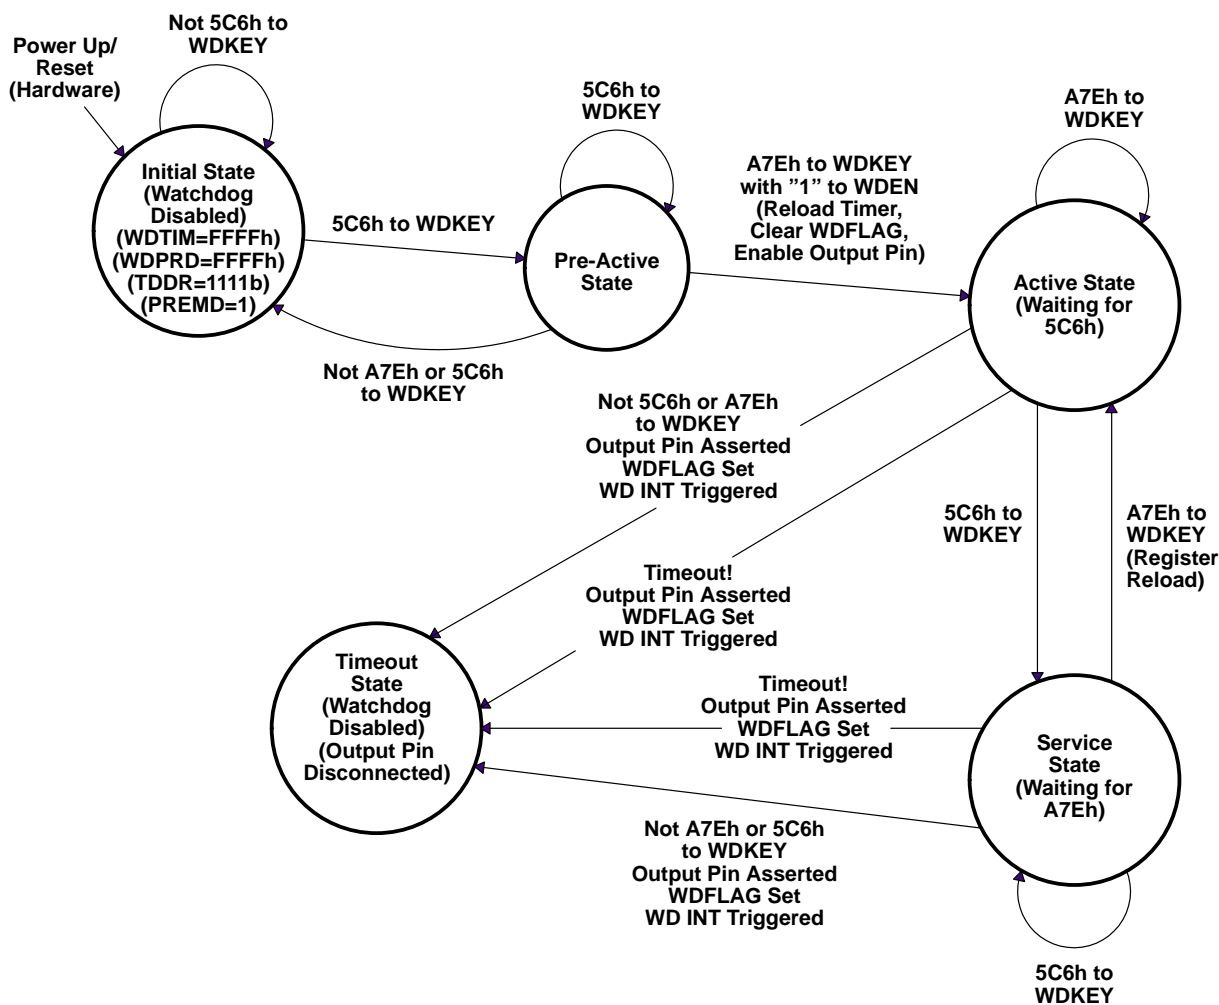 Not 5C6h to
WDKEY
Power Up/
Reset
(Hardware)
5C6h to
WDKEY
A7Eh to
WDKEY
Initial State
(Watchdog
Disabled)
(WDTIM=FFFFh)
(WDPRD=FFFFh)
(TDDR=1111b)
(PREMD=1)
5C6h to WDKEY
Pre-Active
State
A7Eh to WDKEY
with ”1” to WDEN
(Reload Timer,
Clear WDFLAG,
Enable Output Pin)
Active State
(Waiting for
5C6h)
Not A7Eh or 5C6h
to WDKEY
Not 5C6h or A7Eh
to WDKEY
Output Pin Asserted
WDFLAG Set
WD INT Triggered
5C6h to
WDKEY
A7Eh to
WDKEY
(Register
Reload)
Timeout!
Output Pin Asserted
WDFLAG Set
WD INT Triggered
Timeout
State
(Watchdog
Disabled)
(Output Pin
Disconnected)
Timeout!
Output Pin Asserted
WDFLAG Set
WD INT Triggered
Service
State
(Waiting for
A7Eh)
Not A7Eh or 5C6h
to WDKEY
Output Pin Asserted
WDFLAG Set
WD INT Triggered
5C6h to
WDKEY